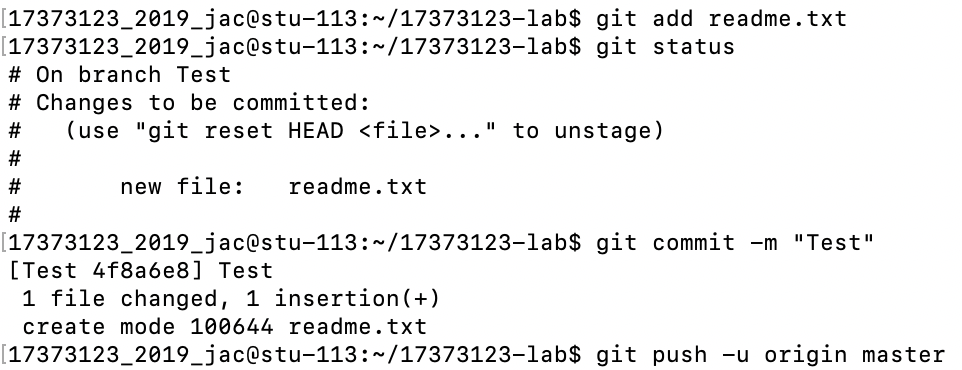 [17373123_2019_jac@stu-113:~/17373123-lab$ git add readme.txt
[17373123_2019_jac@stu-113:~/17373123-lab$ git status
# On branch Test
# Changes to be committed:
#   (use "git reset HEAD <file>..." to unstage)
#
#       new file:   readme.txt
#
[17373123_2019_jac@stu-113:~/17373123-lab$ git commit -m "Test"
[Test 4f8a6e8] Test
 1 file changed, 1 insertion(+)
 create mode 100644 readme.txt
[17373123_2019_jac@stu-113:~/17373123-lab$ git push -u origin master